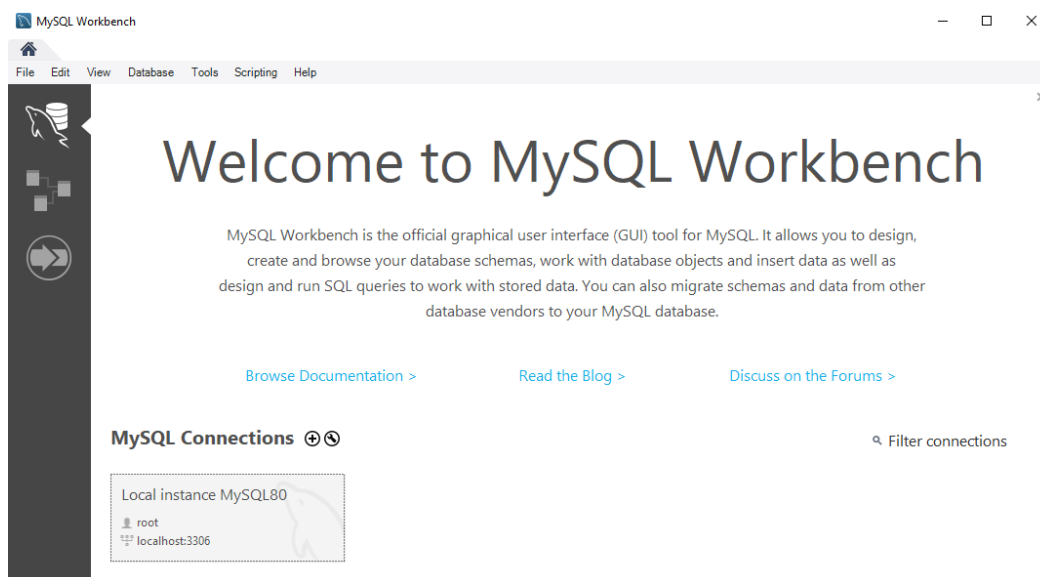 MySQL Workbench
File Edit View Database Tools Scripting Help
Welcome to MySQL Workbench
MySQL Workbench is the official graphical user interface (GUI) tool for MySQL. It allows you to design,
create and browse your database schemas, work with database objects and insert data as well as
design and run SQL queries to work with stored data. You can also migrate schemas and data from other
database vendors to your MySQL database.
Browse Documentation > Read the Blog > Discuss on the Forums >
MySQL Connections Filter connections
Local instance MySQL80
root
localhost:3306